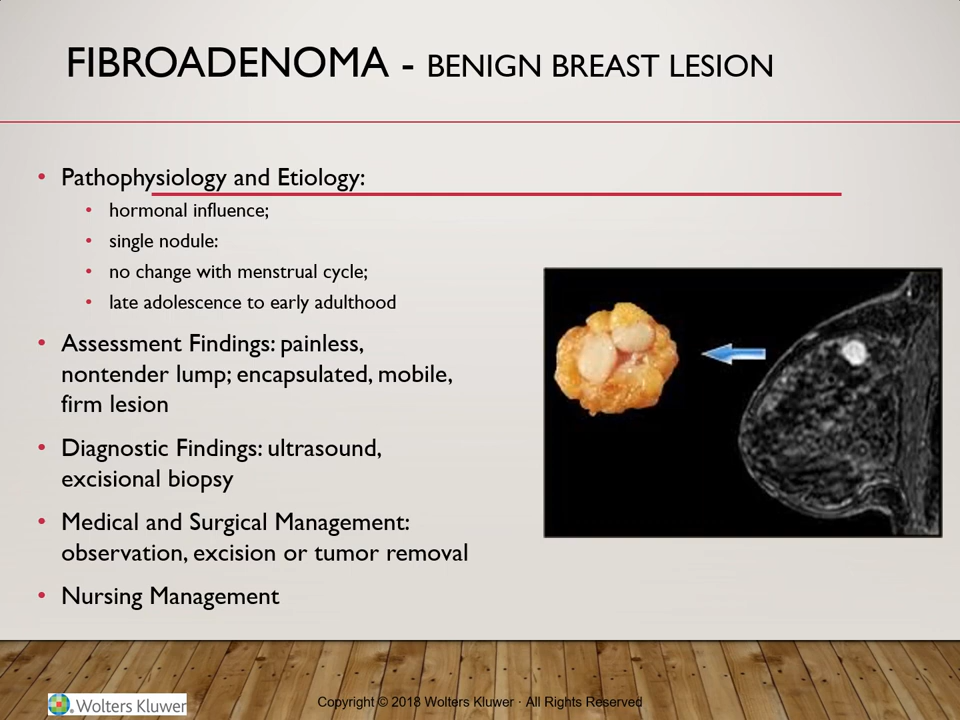 FIBROADENOMA - BENIGN BREAST LESION
• Pathophysiology and Etiology:
• hormonal influence;
• single nodule:
• no change with menstrual cycle;
• late adolescence to early adulthood
• Assessment Findings: painless,
nontender lump; encapsulated, mobile,
firm lesion
• Diagnostic Findings: ultrasound,
excisional biopsy
• Medical and Surgical Management:
observation, excision or tumor removal
• Nursing Management
Wolters Kluwer
Copyright © 2018 Wolters Kluwer · All Rights Reserved